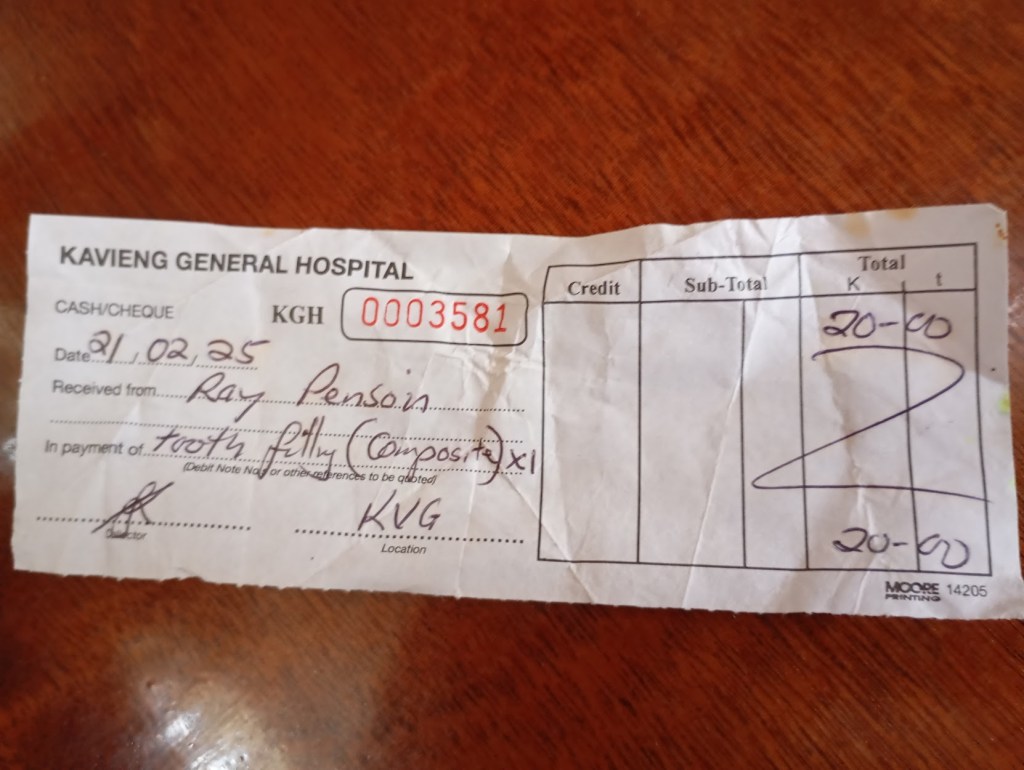 KAVIENG GENERAL HOSPITAL
CASH/CHEQUE KGH 0003581
Date 21,02,25
Received from Ray Pensoin
In payment of tooth filling (Composite) x1
(Debit Note No's or other references to be quoted)
KVG
Collector
Location
Credit Sub-Total Total
K t
20-00
20-00
MOORE 14205
PRINTING